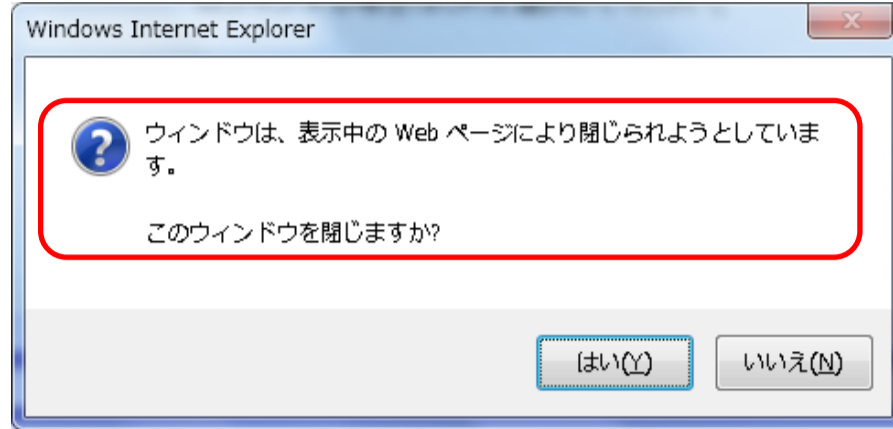 Windows Internet Explorer
ウィンドウは、表示中の Web ページにより閉じられようとしていま
す。
このウィンドウを閉じますか?
はい(Y)
いいえ(N)